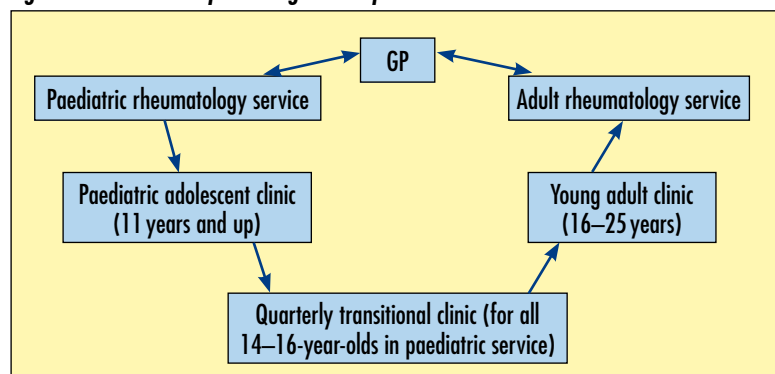 GP
Paediatric rheumatology service
Adult rheumatology service
Paediatric adolescent clinic
(11 years and up)
Young adult clinic
(16–25 years)
Quarterly transitional clinic (for all
14–16-year-olds in paediatric service)